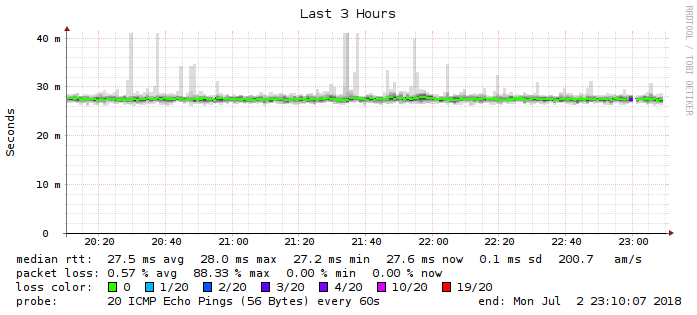 Last 3 Hours
RRDTOOL / TOBI OETIKER
Seconds
40 m
30 m
20 m
10 m
0
20:20 20:40 21:00 21:20 21:40 22:00 22:20 22:40 23:00
median rtt: 27.5 ms avg 28.0 ms max 27.2 ms min 27.6 ms now 0.1 ms sd 200.7 am/s
packet loss: 0.57 % avg 88.33 % max 0.00 % min 0.00 % now
loss color: 0 1/20 2/20 3/20 4/20 10/20 19/20
probe: 20 ICMP Echo Pings (56 Bytes) every 60s end: Mon Jul 2 23:10:07 2018